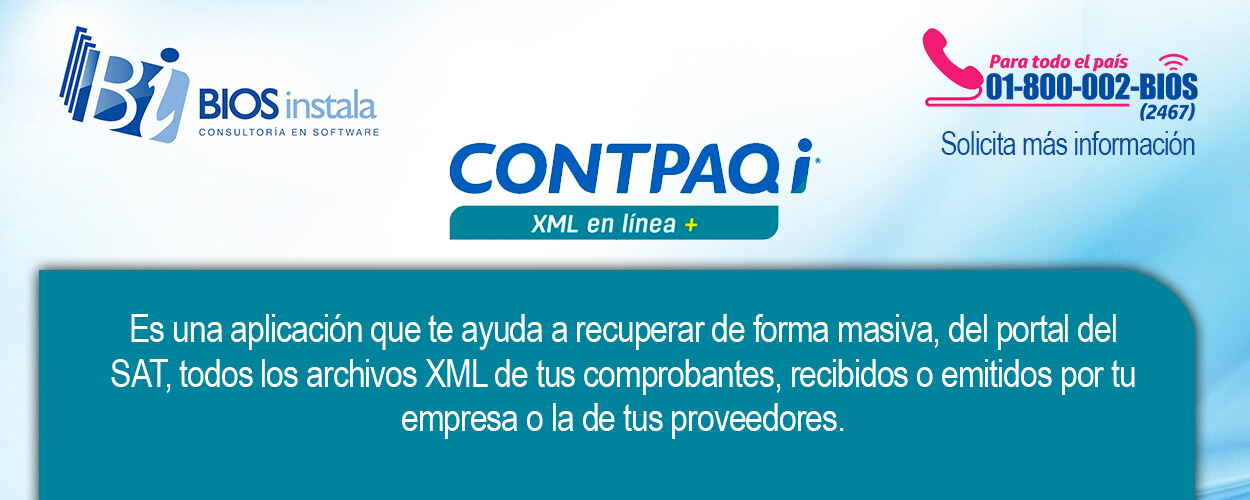 Bi
BIOS instala
CONSULTORÍA EN SOFTWARE
Para todo el país
01-800-002-BIOS
(2467)
Solicita más información
CONTPAQ i®
XML en línea +
Es una aplicación que te ayuda a recuperar de forma masiva, del portal del
SAT, todos los archivos XML de tus comprobantes, recibidos o emitidos por tu
empresa o la de tus proveedores.